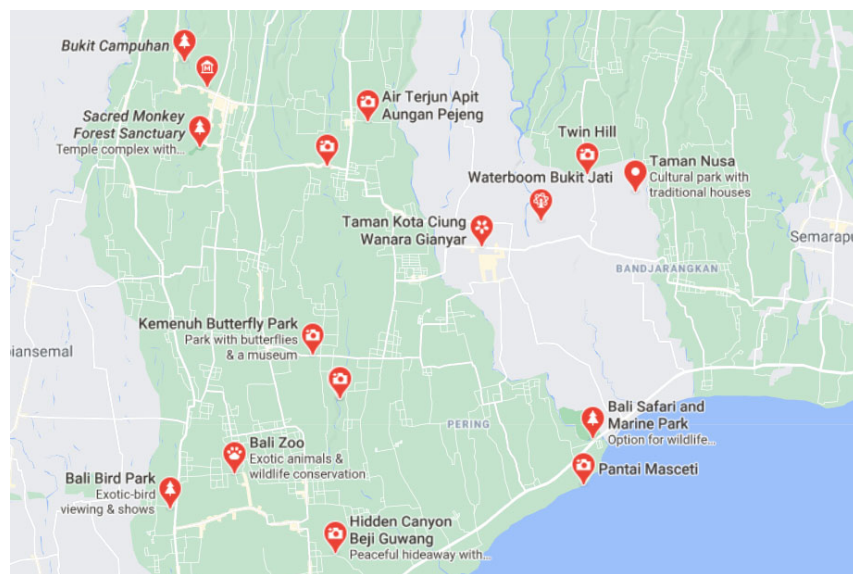 Bukit Campuhan
Air Terjun Apit
Aungan Pejeng
Sacred Monkey
Forest Sanctuary
Temple complex with...
Twin Hill
Taman Nusa
Cultural park with
traditional houses
Waterboom Bukit Jati
Taman Kota Ciung
Wanara Gianyar
Semarapu
BANDJARANGKAN
Kemenuh Butterfly Park
Park with butterflies
& a museum
iansemal
Bali Safari and
Marine Park
Option for wildlife...
PERING
Bali Zoo
Exotic animals &
wildlife conservation
Pantai Masceti
Bali Bird Park
Exotic-bird
viewing & shows
Hidden Canyon
Beji Guwang
Peaceful hideaway with...